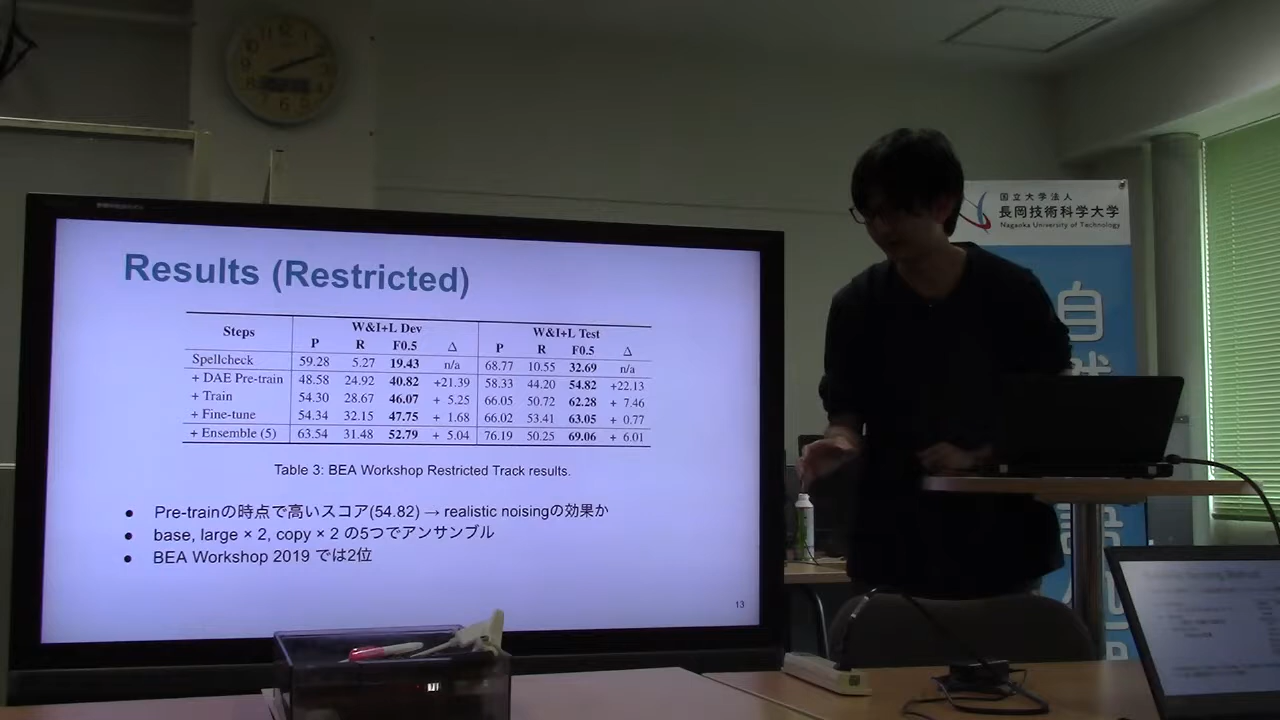 Results (Restricted)
Steps W&I+L Dev W&I+L Test
P R F0.5 Δ P R F0.5 Δ
Spellcheck 59.28 5.27 19.43 n/a 68.77 10.55 32.69 n/a
+ DAE Pre-train 48.58 24.92 40.82 +21.39 58.33 44.20 54.82 +22.13
+ Train 54.30 28.67 46.07 + 5.25 66.05 50.72 62.28 + 7.46
+ Fine-tune 54.34 32.15 47.75 + 1.68 66.02 53.41 63.05 + 0.77
+ Ensemble (5) 63.54 31.48 52.79 + 5.04 76.19 50.25 69.06 + 6.01
Table 3: BEA Workshop Restricted Track results.
• Pre-trainの時点で高いスコア(54.82) → realistic noisingの効果か
• base, large × 2, copy × 2 の5つでアンサンブル
• BEA Workshop 2019 では2位
13
国立大学法人
長岡技術科学大学
Nagaoka University of Technology
自
然